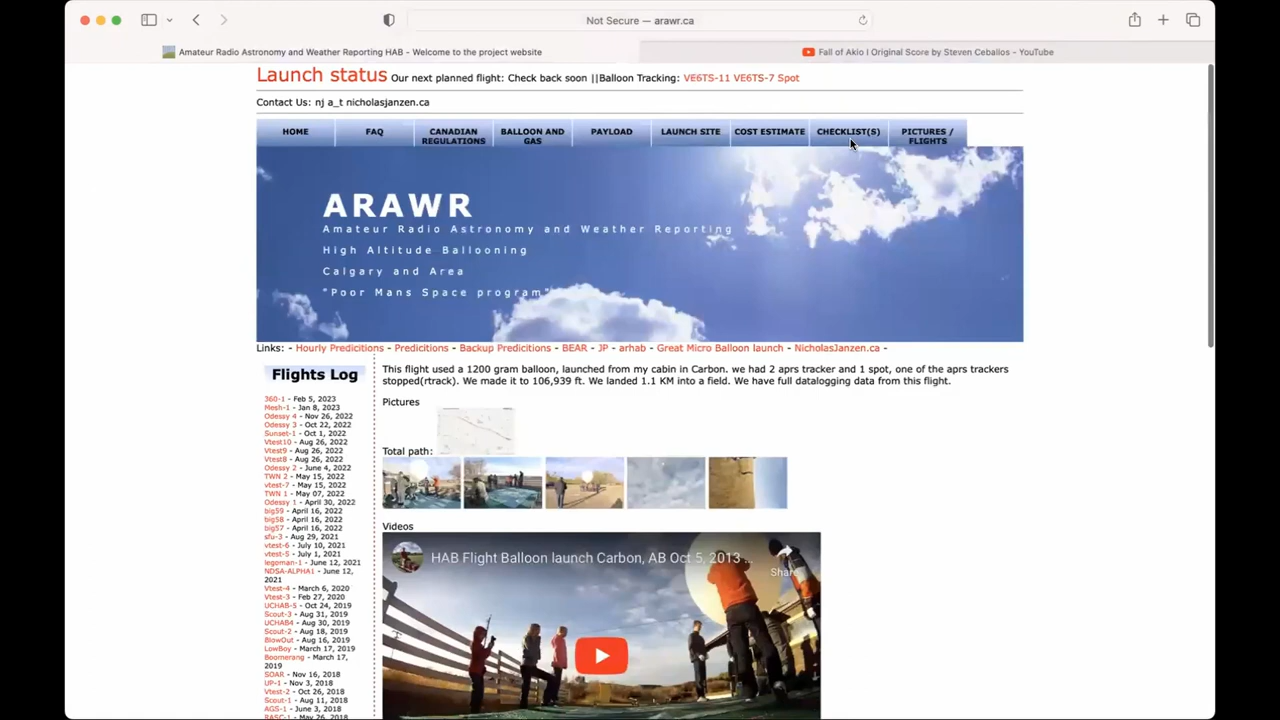 Not Secure — arawr.ca
Amateur Radio Astronomy and Weather Reporting HAB - Welcome to the project website
Fall of Akio I Original Score by Steven Ceballos - YouTube
Launch status Our next planned flight: Check back soon ||Balloon Tracking: VE6TS-11 VE6TS-7 Spot
Contact Us: nj a_t nicholasjanzen.ca
HOME
FAQ
CANADIAN REGULATIONS
BALLOON AND GAS
PAYLOAD
LAUNCH SITE
COST ESTIMATE
CHECKLIST(S)
PICTURES / FLIGHTS
ARAWR
Amateur Radio Astronomy and Weather Reporting
High Altitude Ballooning
Calgary and Area
"Poor Mans Space program"
Links: - Hourly Predicitions - Predicitions - Backup Predicitions - BEAR - JP - arhab - Great Micro Balloon launch - NicholasJanzen.ca -
Flights Log
360-1 - Feb 5, 2023
Mesh-1 - Jan 8, 2023
Odessy 4 - Nov 26, 2022
Odessy 3 - Oct 22, 2022
Sunset-1 - Oct 1, 2022
Vtest10 - Aug 26, 2022
Vtest9 - Aug 26, 2022
Vtest8 - Aug 26, 2022
Odessy 2 - June 4, 2022
TWN 2 - May 15, 2022
vtest-7 - May 15, 2022
TWN 1 - May 07, 2022
Odessy 1 - April 30, 2022
big59 - April 16, 2022
big58 - April 16, 2022
big57 - April 16, 2022
sfu-3 - Aug 29, 2021
vtest-6 - July 10, 2021
vtest-5 - July 1, 2021
legoman-1 - June 12, 2021
NDSA-ALPHA1 - June 12,
2021
Vtest-4 - March 6, 2020
Vtest-3 - Feb 27, 2020
UCHAB-5 - Oct 24, 2019
Scout-3 - Aug 31, 2019
UCHAB4 - Aug 30, 2019
Scout-2 - Aug 18, 2019
BlowOut - Aug 16, 2019
LowBoy - March 17, 2019
Boomerang - March 17,
2019
SOAR - Nov 16, 2018
UP-1 - Nov 3, 2018
Vtest-2 - Oct 26, 2018
Scout-1 - Aug 11, 2018
AGS-1 - June 3, 2018
RASC-1 - May 26, 2018
This flight used a 1200 gram balloon, launched from my cabin in Carbon. we had 2 aprs tracker and 1 spot, one of the aprs trackers
stopped(rtrack). We made it to 106,939 ft. We landed 1.1 KM into a field. We have full datalogging data from this flight.
Pictures
Total path:
Videos
HAB Flight Balloon launch Carbon, AB Oct 5, 2013 ...
Share